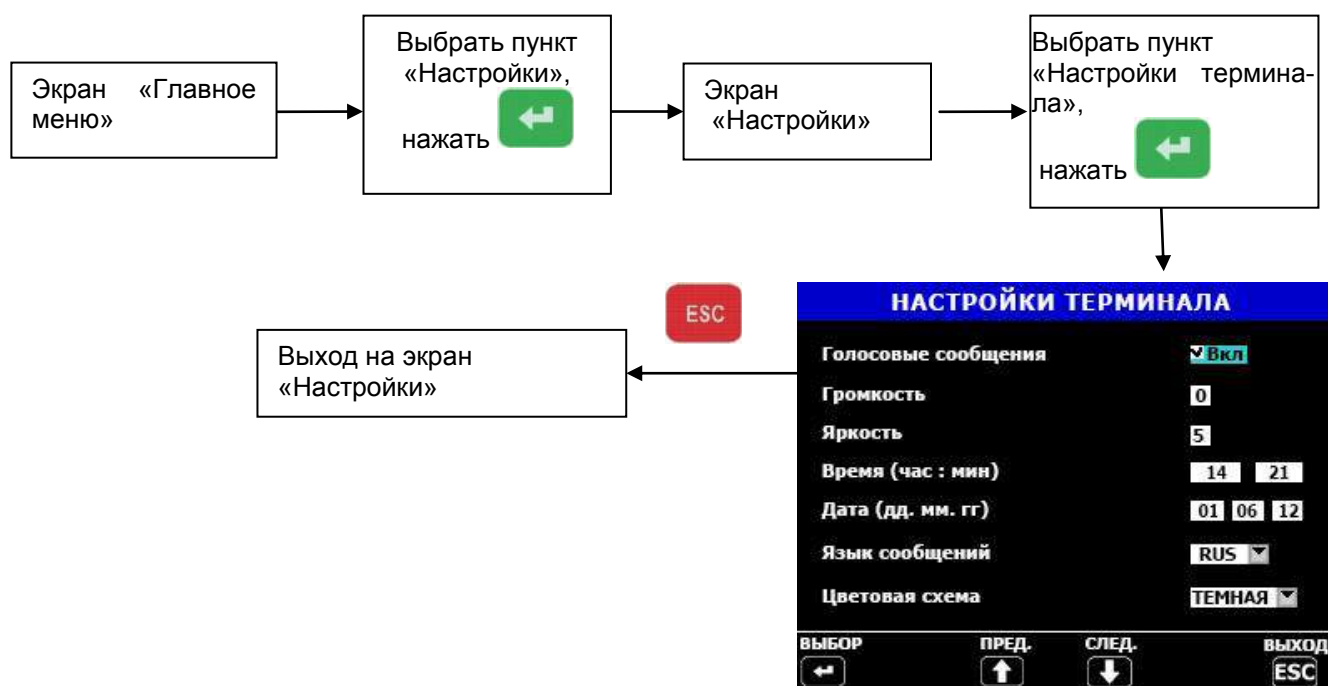 Экран «Главное
меню»
Выбрать пункт
«Настройки»,
нажать
Экран
«Настройки»
Выбрать пункт
«Настройки термина-
ла»,
нажать
ESC
Выход на экран
«Настройки»
НАСТРОЙКИ ТЕРМИНАЛА
Голосовые сообщения Вкл
Громкость 0
Яркость 5
Время (час : мин) 14 21
Дата (дд. мм. гг) 01 06 12
Язык сообщений RUS
Цветовая схема ТЕМНАЯ
ВЫБОР ПРЕД. СЛЕД. ВЫХОД
ESC